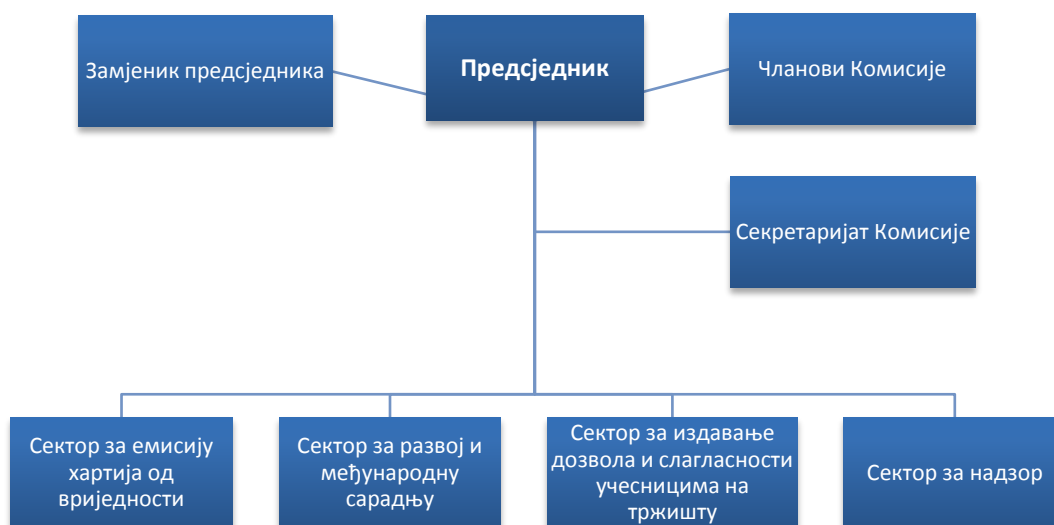 Замјеник предсједника
Предсједник
Чланови Комисије
Секретаријат Комисије
Сектор за емисију
хартија од
вриједности
Сектор за развој и
међународну
сарадњу
Сектор за издавање
дозвола и слагласности
учесницима на
тржишту
Сектор за надзор